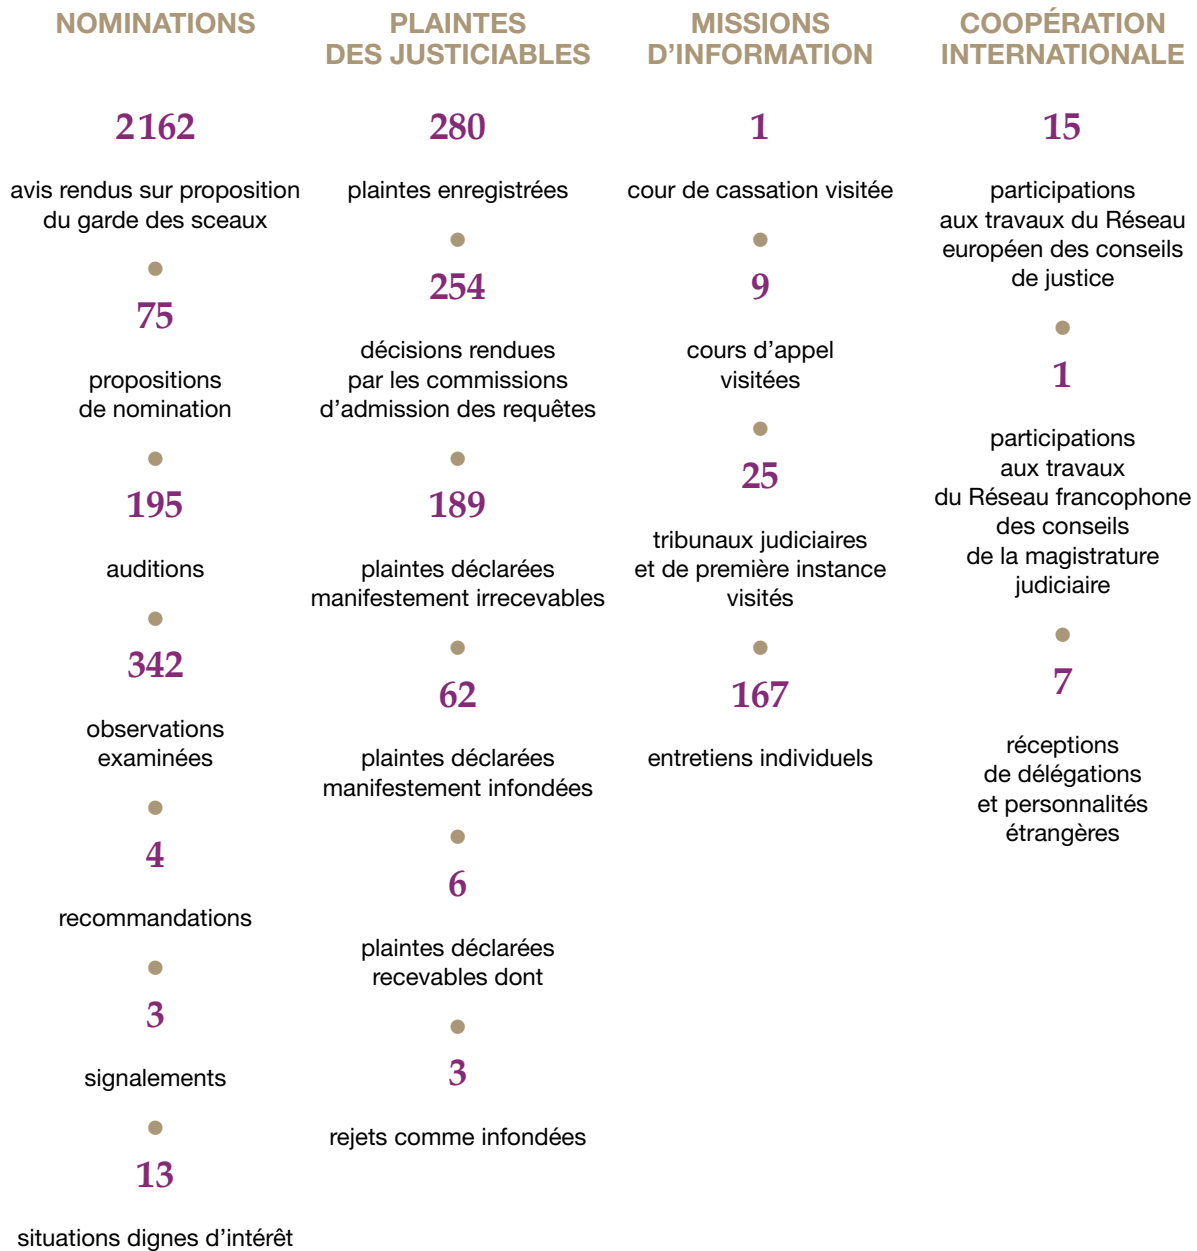 NOMINATIONS
2 162
avis rendus sur proposition
du garde des sceaux
75
propositions
de nomination
195
auditions
342
observations
examinées
4
recommandations
3
signalements
13
situations dignes d'intérêt
PLAINTES
DES JUSTICIABLES
280
plaintes enregistrées
254
décisions rendues
par les commissions
d'admission des requêtes
189
plaintes déclarées
manifestement irrecevables
62
plaintes déclarées
manifestement infondées
6
plaintes déclarées
recevables dont
3
rejets comme infondées
MISSIONS
D'INFORMATION
1
cour de cassation visitée
9
cours d'appel
visitées
25
tribunaux judiciaires
et de première instance
visités
167
entretiens individuels
COOPÉRATION
INTERNATIONALE
15
participations
aux travaux du Réseau
européen des conseils
de justice
1
participations
aux travaux
du Réseau francophone
des conseils
de la magistrature
judiciaire
7
réceptions
de délégations
et personnalités
étrangères